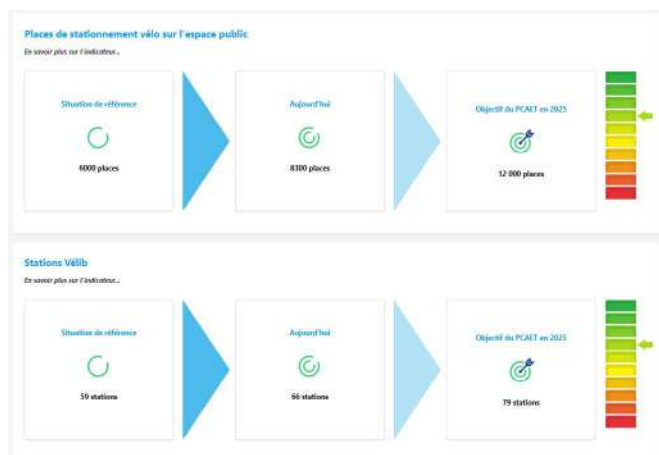 Places de stationnement vélo sur l'espace public
En savoir plus sur l'indicateur...
Situation de référence
6000 places
Aujourd'hui
8300 places
Objectif du PCAET en 2025
12 000 places
Stations Vélib
En savoir plus sur l'indicateur...
Situation de référence
59 stations
Aujourd'hui
66 stations
Objectif du PCAET en 2025
79 stations